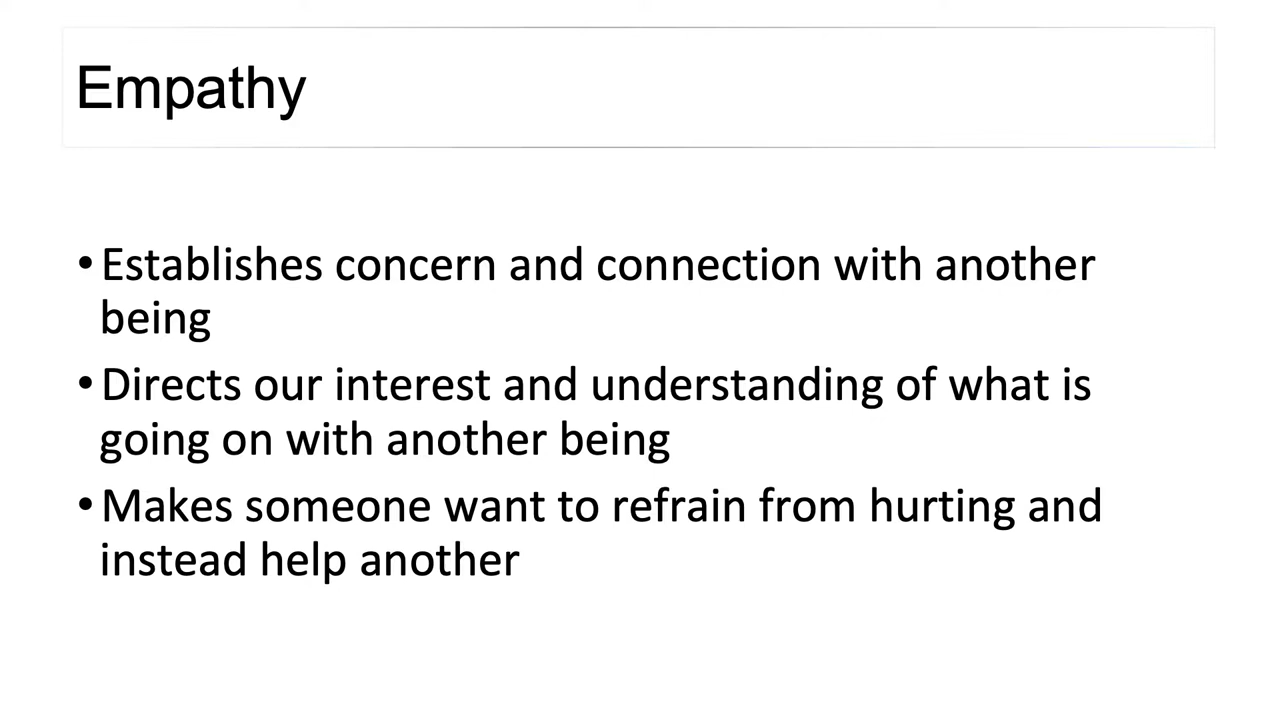 Empathy
•Establishes concern and connection with another
being
•Directs our interest and understanding of what is
going on with another being
•Makes someone want to refrain from hurting and
instead help another